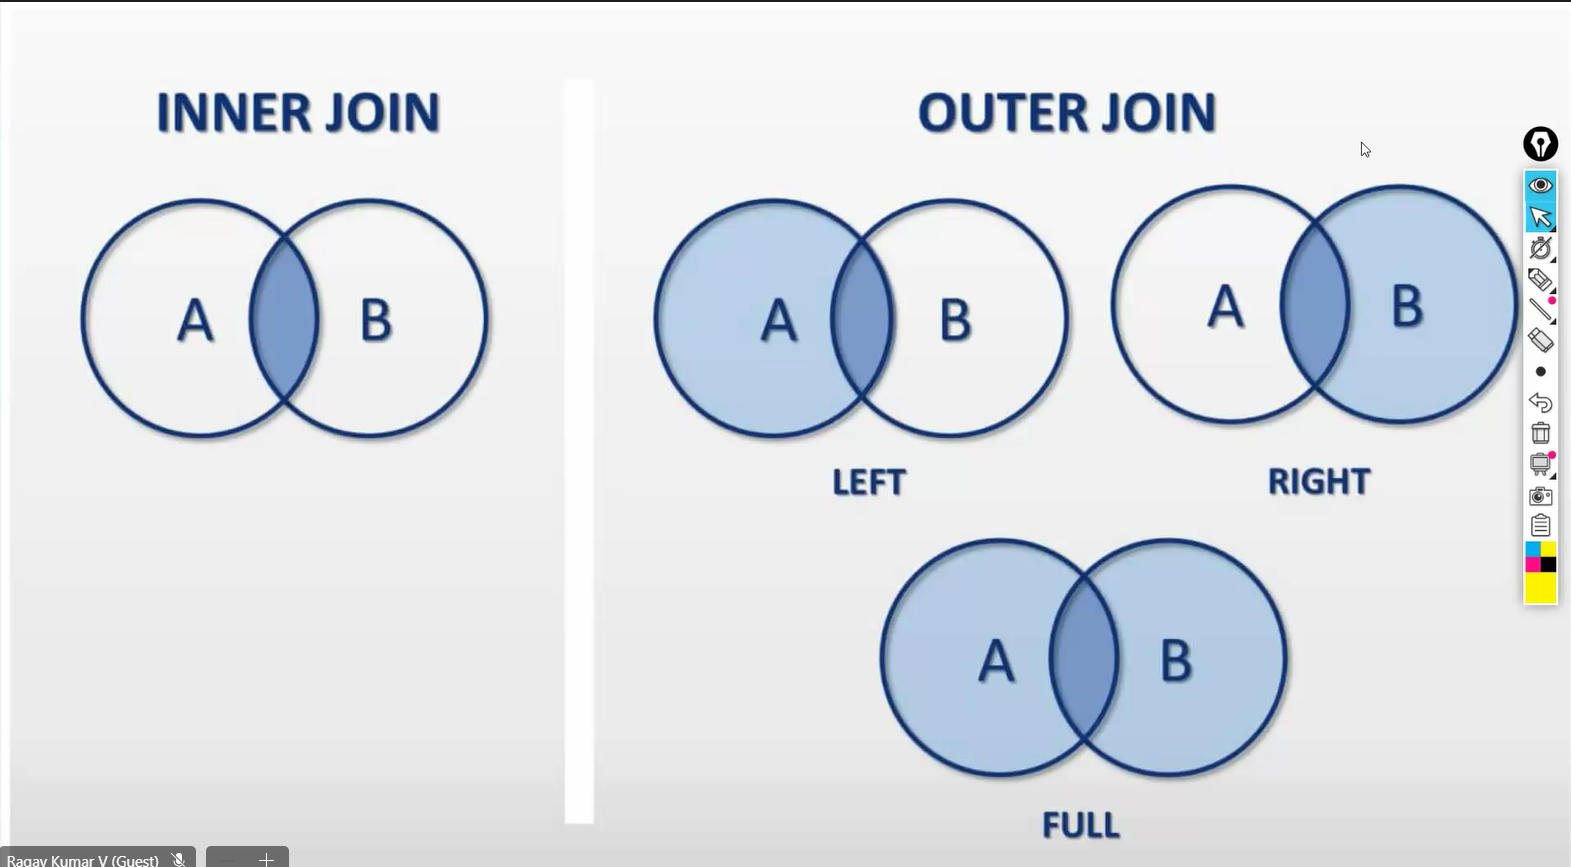 INNER JOIN
OUTER JOIN
A B
A B
A B
LEFT
RIGHT
A B
FULL
Ragav Kumar V (Guest)